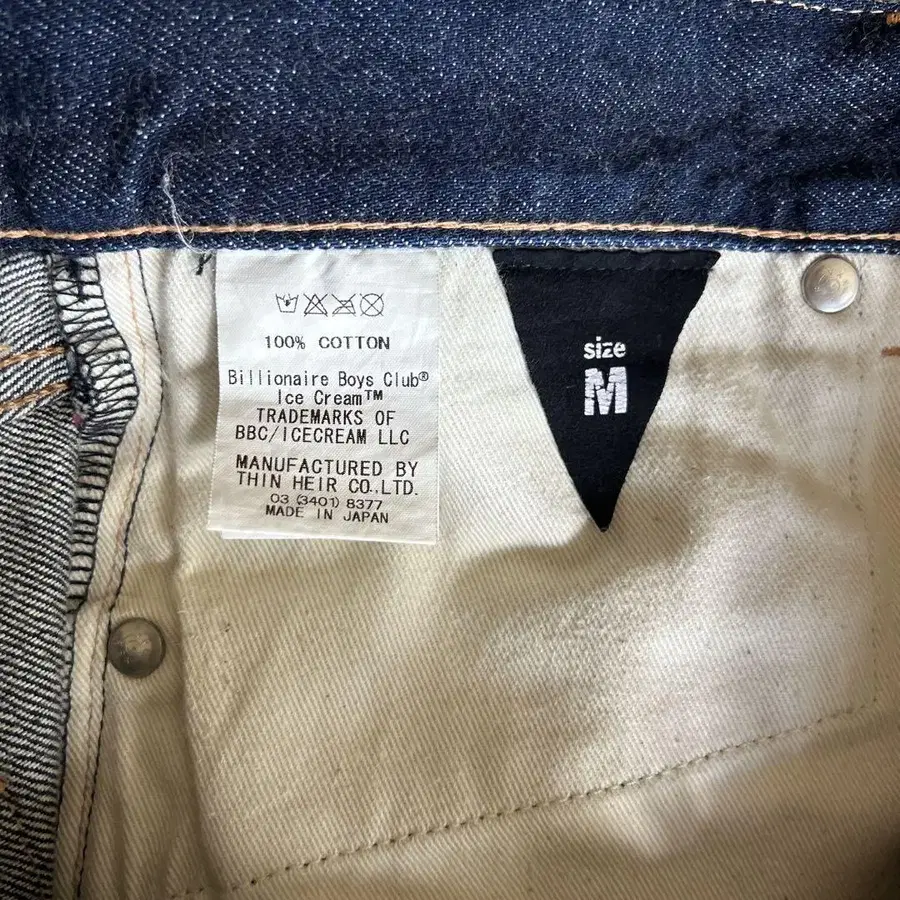 100% COTTON
Billionaire Boys Club®
Ice Cream™
TRADEMARKS OF
BBC/ICECREAM LLC
MANUFACTURED BY
THIN HEIR CO.,LTD.
03 (3401) 8377
MADE IN JAPAN
size
M